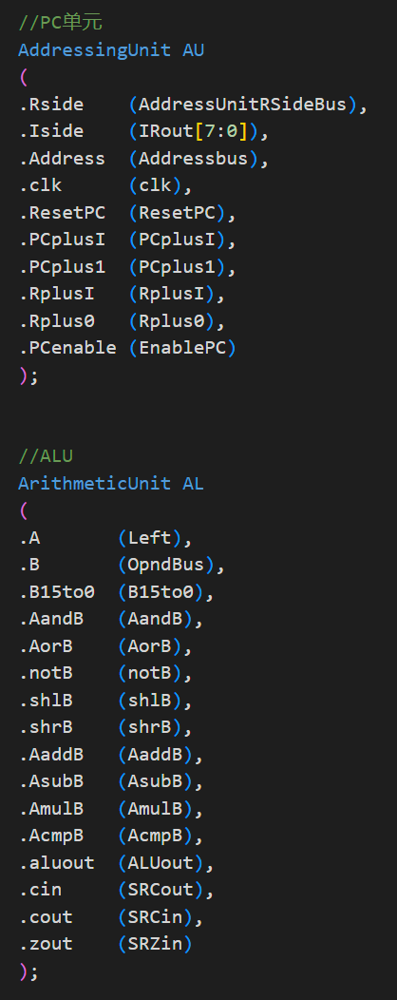 //PC单元
AddressingUnit AU
(
.Rside    (AddressUnitRSideBus),
.Iside    (IRout[7:0]),
.Address  (Addressbus),
.clk      (clk),
.ResetPC  (ResetPC),
.PCplusI  (PCplusI),
.PCplus1  (PCplus1),
.RplusI   (RplusI),
.Rplus0   (Rplus0),
.PCenable (EnablePC)
);
//ALU
ArithmeticUnit AL
(
.A       (Left),
.B       (OpndBus),
.B15to0  (B15to0),
.AandB   (AandB),
.AorB    (AorB),
.notB    (notB),
.shlB    (shlB),
.shrB    (shrB),
.AaddB   (AaddB),
.AsubB   (AsubB),
.AmulB   (AmulB),
.AcmpB   (AcmpB),
.aluout  (ALUout),
.cin     (SRCout),
.cout    (SRCin),
.zout    (SRZin)
);